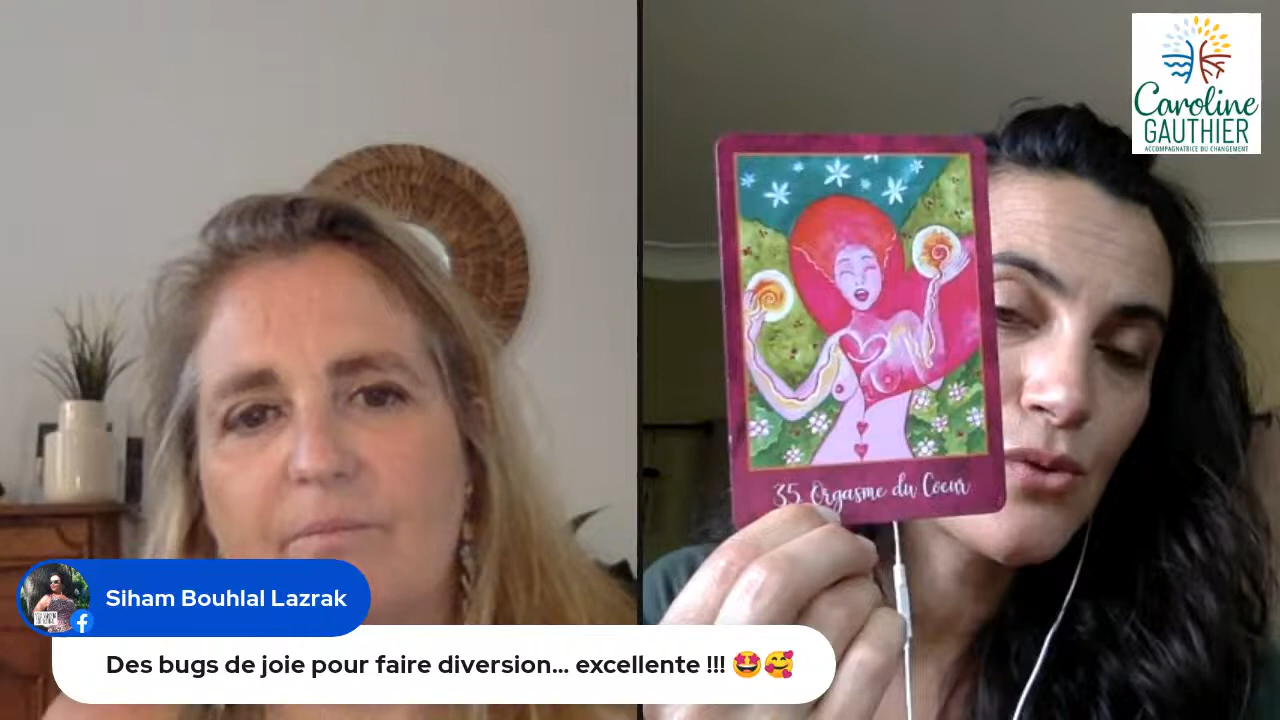 Caroline
GAUTHIER
ACCOMPAGNATRICE DU CHANGEMENT
35. Orgasme du Coeur
Siham Bouhlal Lazrak
Des bugs de joie pour faire diversion... excellente !!! 🤩🥰